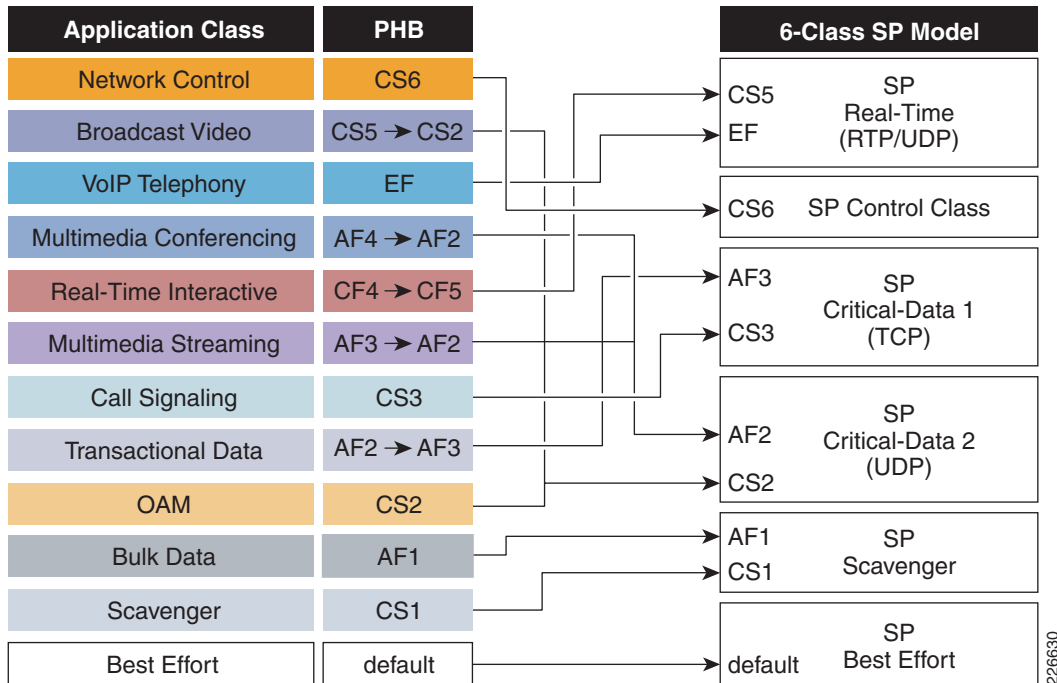 Application Class PHB 6-Class SP Model
Network Control CS6
Broadcast Video CS5 → CS2
VoIP Telephony EF
Multimedia Conferencing AF4 → AF2
Real-Time Interactive CF4 → CF5
Multimedia Streaming AF3 → AF2
Call Signaling CS3
Transactional Data AF2 → AF3
OAM CS2
Bulk Data AF1
Scavenger CS1
Best Effort default
CS5
EF
SP
Real-Time
(RTP/UDP)
CS6 SP Control Class
AF3
CS3
SP
Critical-Data 1
(TCP)
AF2
CS2
SP
Critical-Data 2
(UDP)
AF1
CS1
SP
Scavenger
default
SP
Best Effort
226630